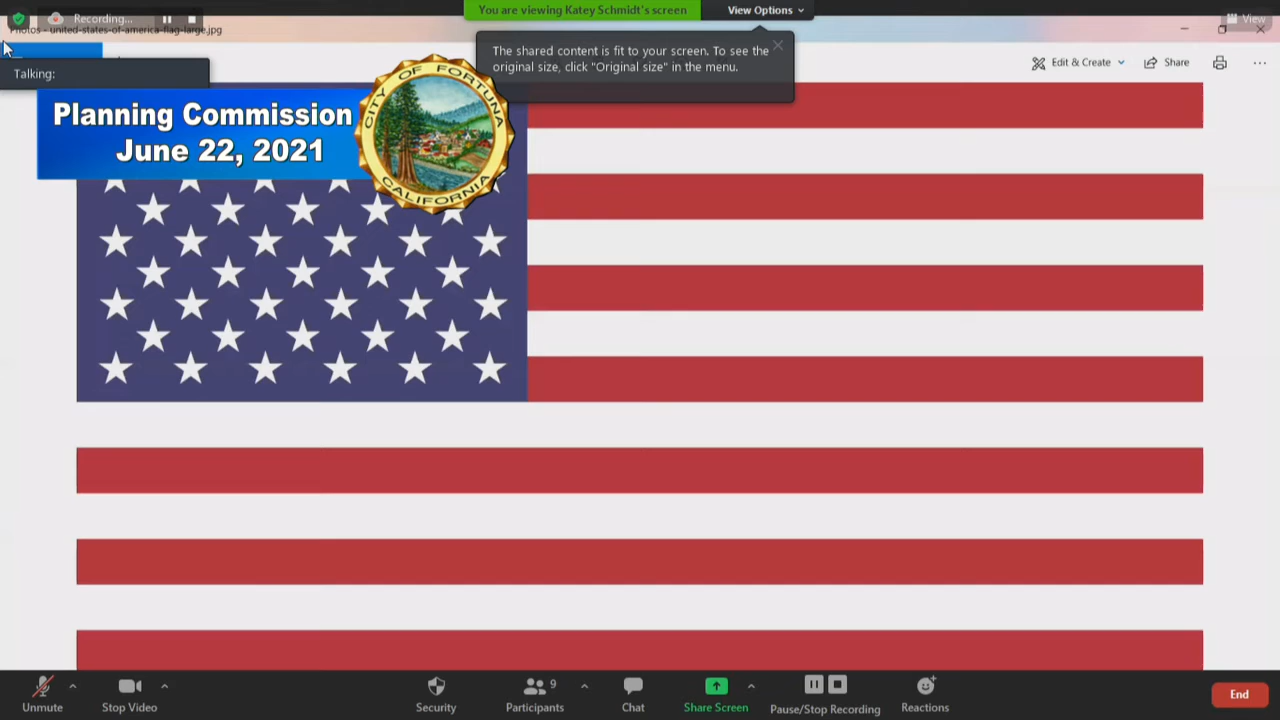 Recording...
You are viewing Katey Schmidt's screen
View Options
View
Photos - united-states-of-america-flag-large.jpg
The shared content is fit to your screen. To see the
original size, click "Original size" in the menu.
Edit & Create
Share
Talking:
Planning Commission
June 22, 2021
CITY OF FORTUNA
CALIFORNIA
9
Unmute
Stop Video
Security
Participants
Chat
Share Screen
Pause/Stop Recording
Reactions
End